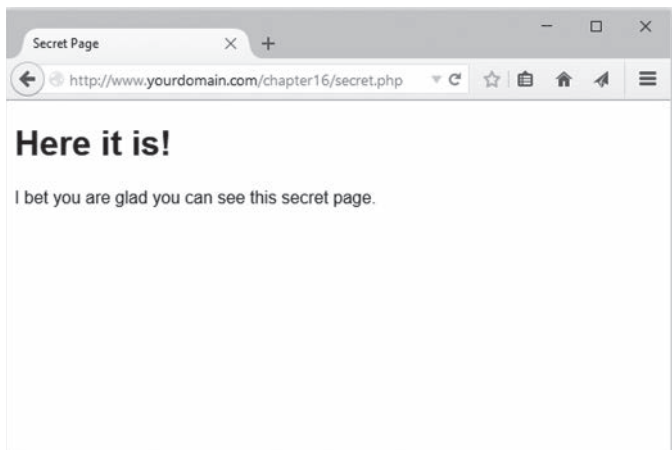 Secret Page
http://www.yourdomain.com/chapter16/secret.php
Here it is!
I bet you are glad you can see this secret page.